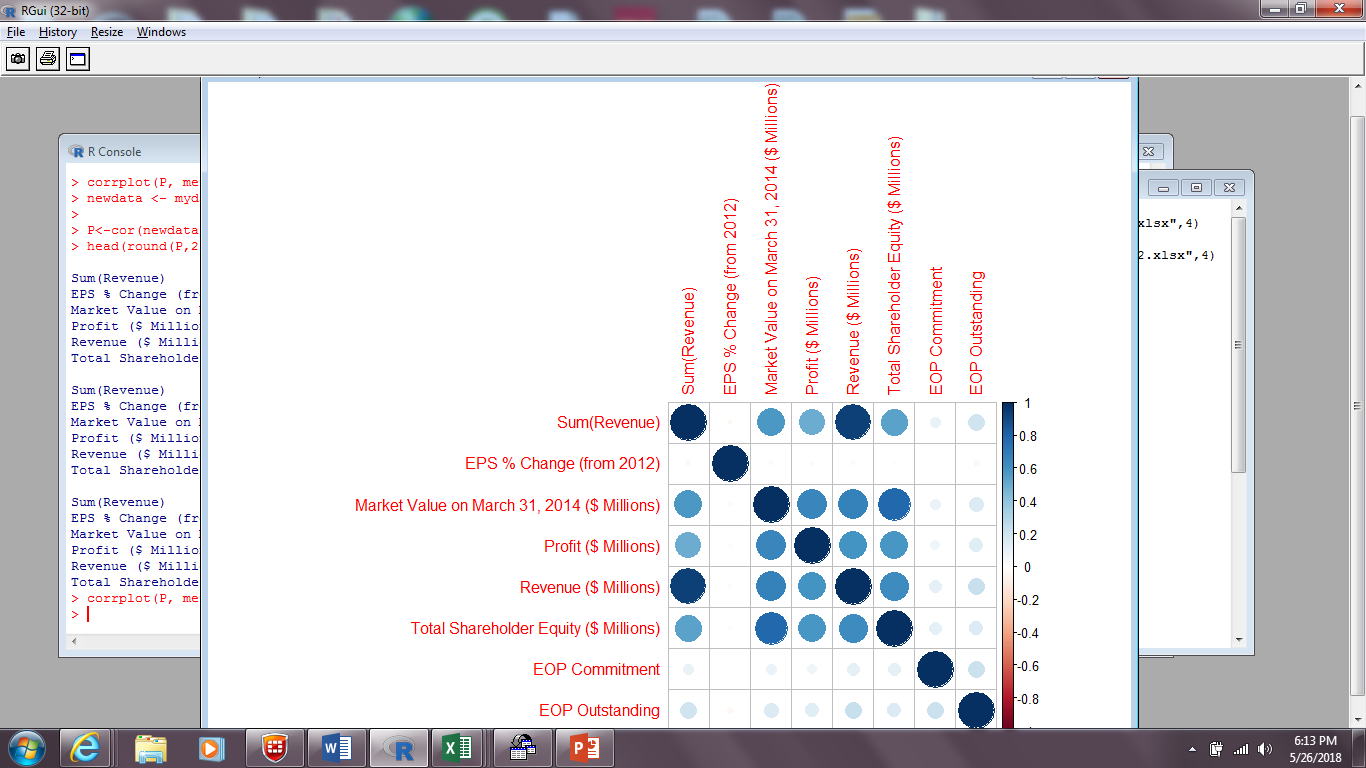 RGui (32-bit)
File History Resize Windows
R Console
> corrplot(P, me
> newdata <- myd
>
> P<-cor(newdata
> head(round(P,2
Sum(Revenue)
EPS % Change (fr
Market Value on
Profit ($ Millio
Revenue ($ Milli
Total Shareholde
Sum(Revenue)
EPS % Change (fr
Market Value on
Profit ($ Millio
Revenue ($ Milli
Total Shareholde
Sum(Revenue)
EPS % Change (fr
Market Value on
Profit ($ Millio
Revenue ($ Milli
Total Shareholde
> corrplot(P, me
>
Sum(Revenue)
EPS % Change (from 2012)
Market Value on March 31, 2014 ($ Millions)
Profit ($ Millions)
Revenue ($ Millions)
Total Shareholder Equity ($ Millions)
EOP Commitment
EOP Outstanding
Sum(Revenue)
EPS % Change (from 2012)
Market Value on March 31, 2014 ($ Millions)
Profit ($ Millions)
Revenue ($ Millions)
Total Shareholder Equity ($ Millions)
EOP Commitment
EOP Outstanding
1
0.8
0.6
0.4
0.2
0
-0.2
-0.4
-0.6
-0.8
xlsx",4)
2.xlsx",4)
6:13 PM
5/26/2018